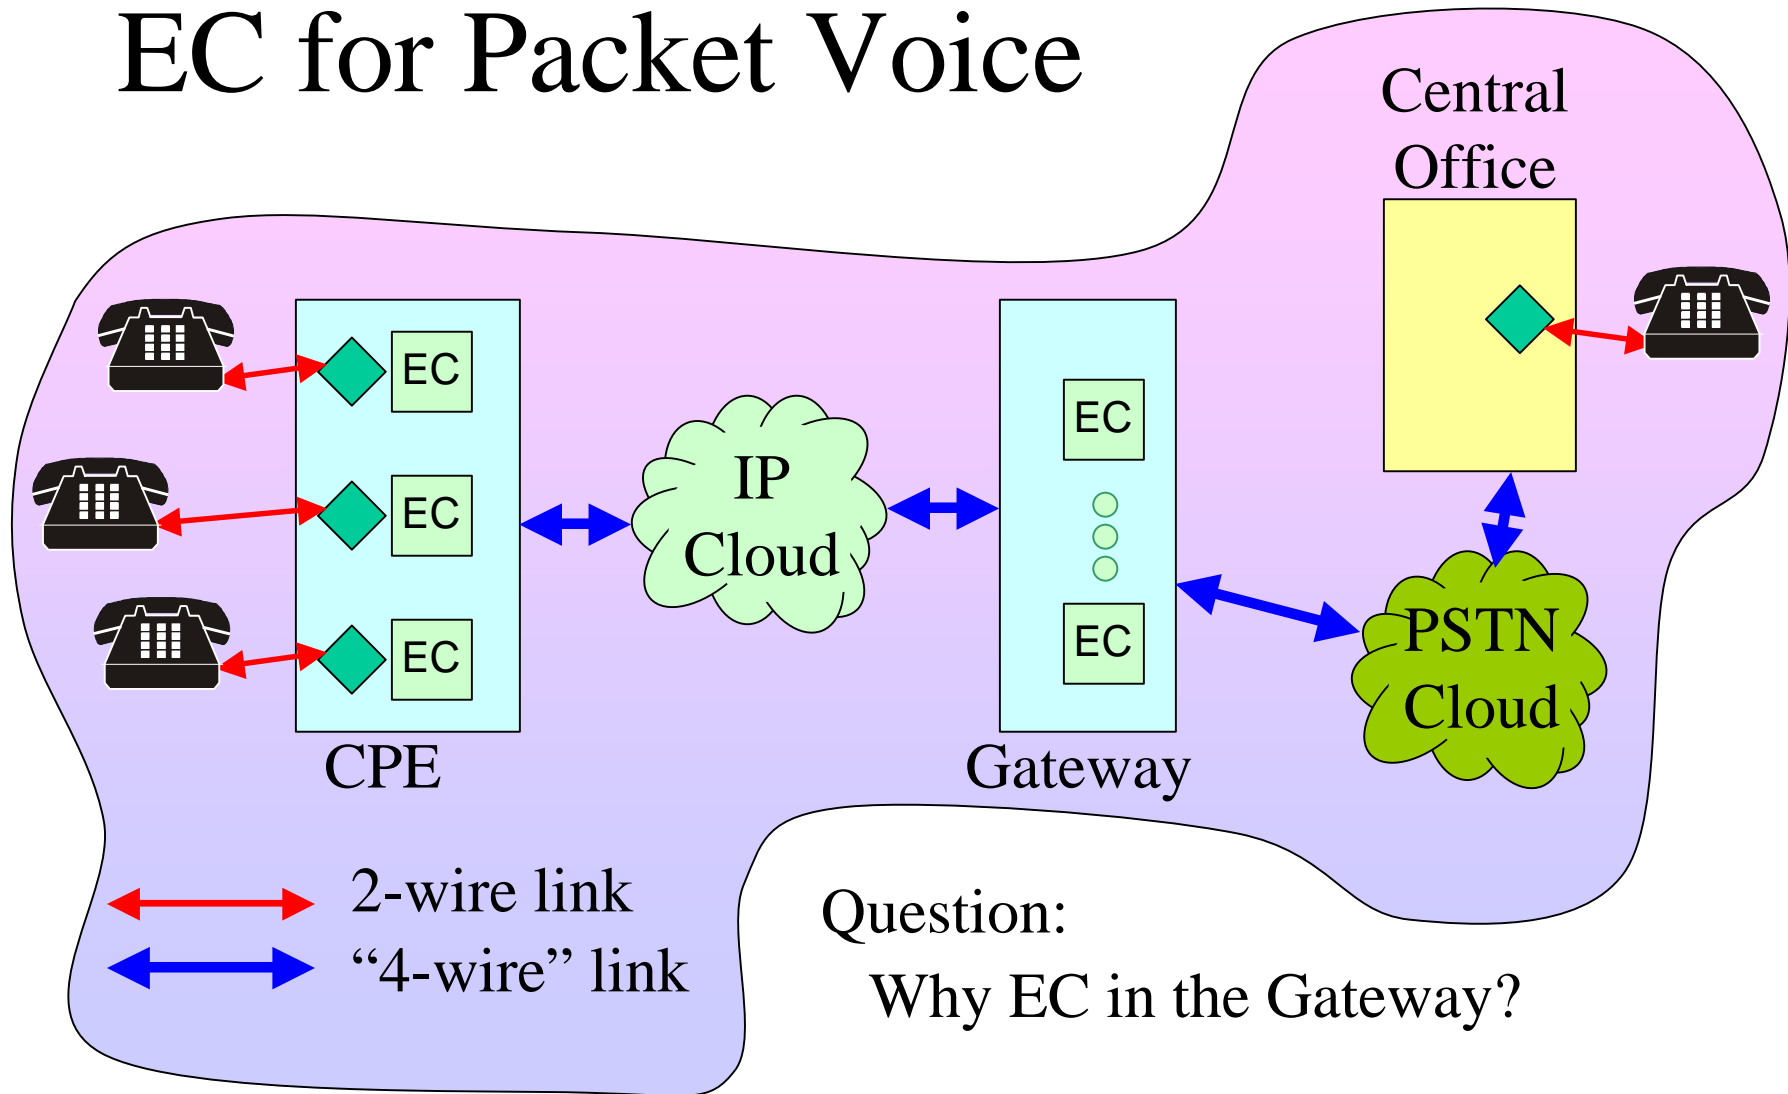 EC for Packet Voice
Central
Office
EC
EC
EC
IP
Cloud
EC
EC
PSTN
Cloud
CPE
Gateway
2-wire link
“4-wire” link
Question:
Why EC in the Gateway?